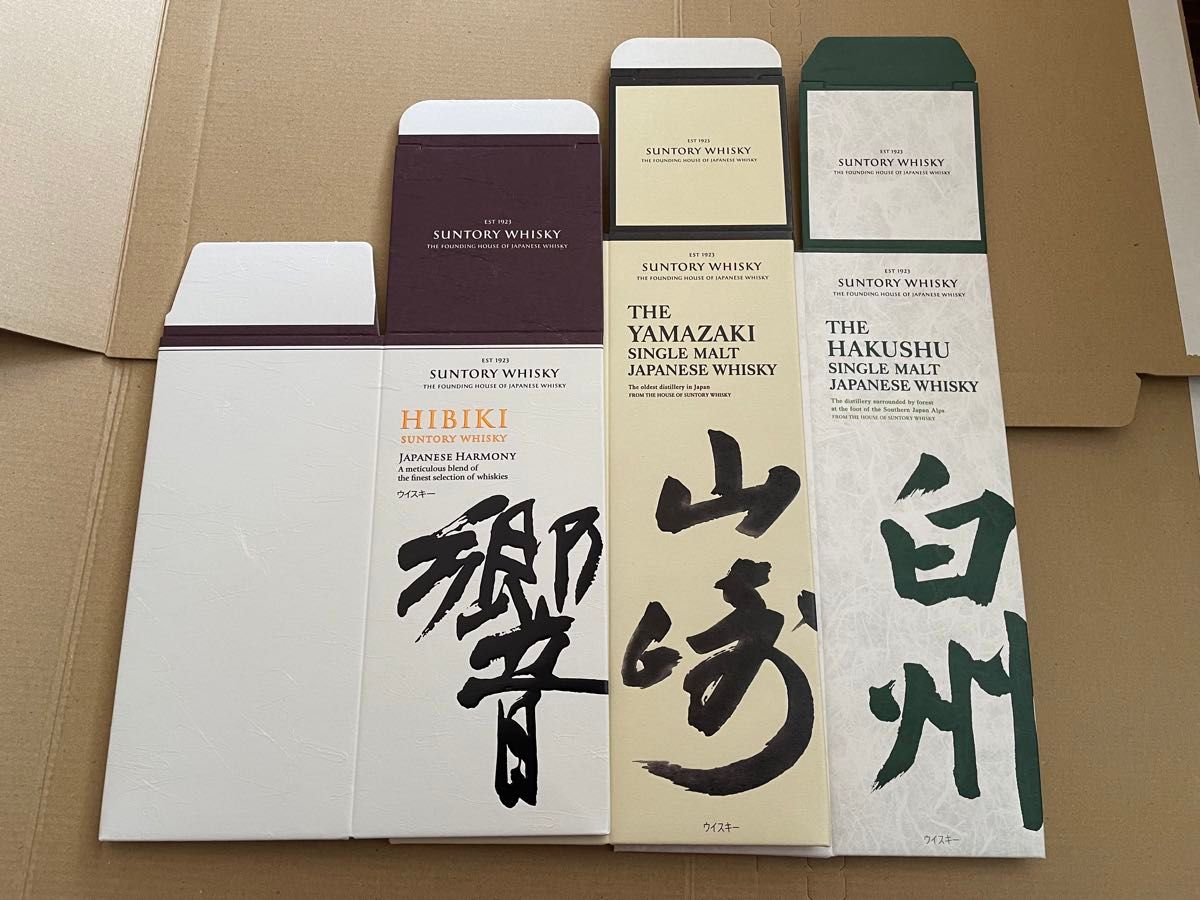 EST 1923
SUNTORY WHISKY
THE FOUNDING HOUSE OF JAPANESE WHISKY
EST 1923
SUNTORY WHISKY
THE FOUNDING HOUSE OF JAPANESE WHISKY
HIBIKI
SUNTORY WHISKY
JAPANESE HARMONY
A meticulous blend of
the finest selection of whiskies
ウイスキー
響
EST 1923
SUNTORY WHISKY
THE FOUNDING HOUSE OF JAPANESE WHISKY
EST 1923
SUNTORY WHISKY
THE FOUNDING HOUSE OF JAPANESE WHISKY
THE
YAMAZAKI
SINGLE MALT
JAPANESE WHISKY
The oldest distillery in Japan
FROM THE HOUSE OF SUNTORY WHISKY
山
崎
ウイスキー
EST 1923
SUNTORY WHISKY
THE FOUNDING HOUSE OF JAPANESE WHISKY
EST 1923
SUNTORY WHISKY
THE FOUNDING HOUSE OF JAPANESE WHISKY
THE
HAKUSHU
SINGLE MALT
JAPANESE WHISKY
The distillery surrounded by forest
at the foot of the Southern Japan Alps
FROM THE HOUSE OF SUNTORY WHISKY
白
州
ウイスキー